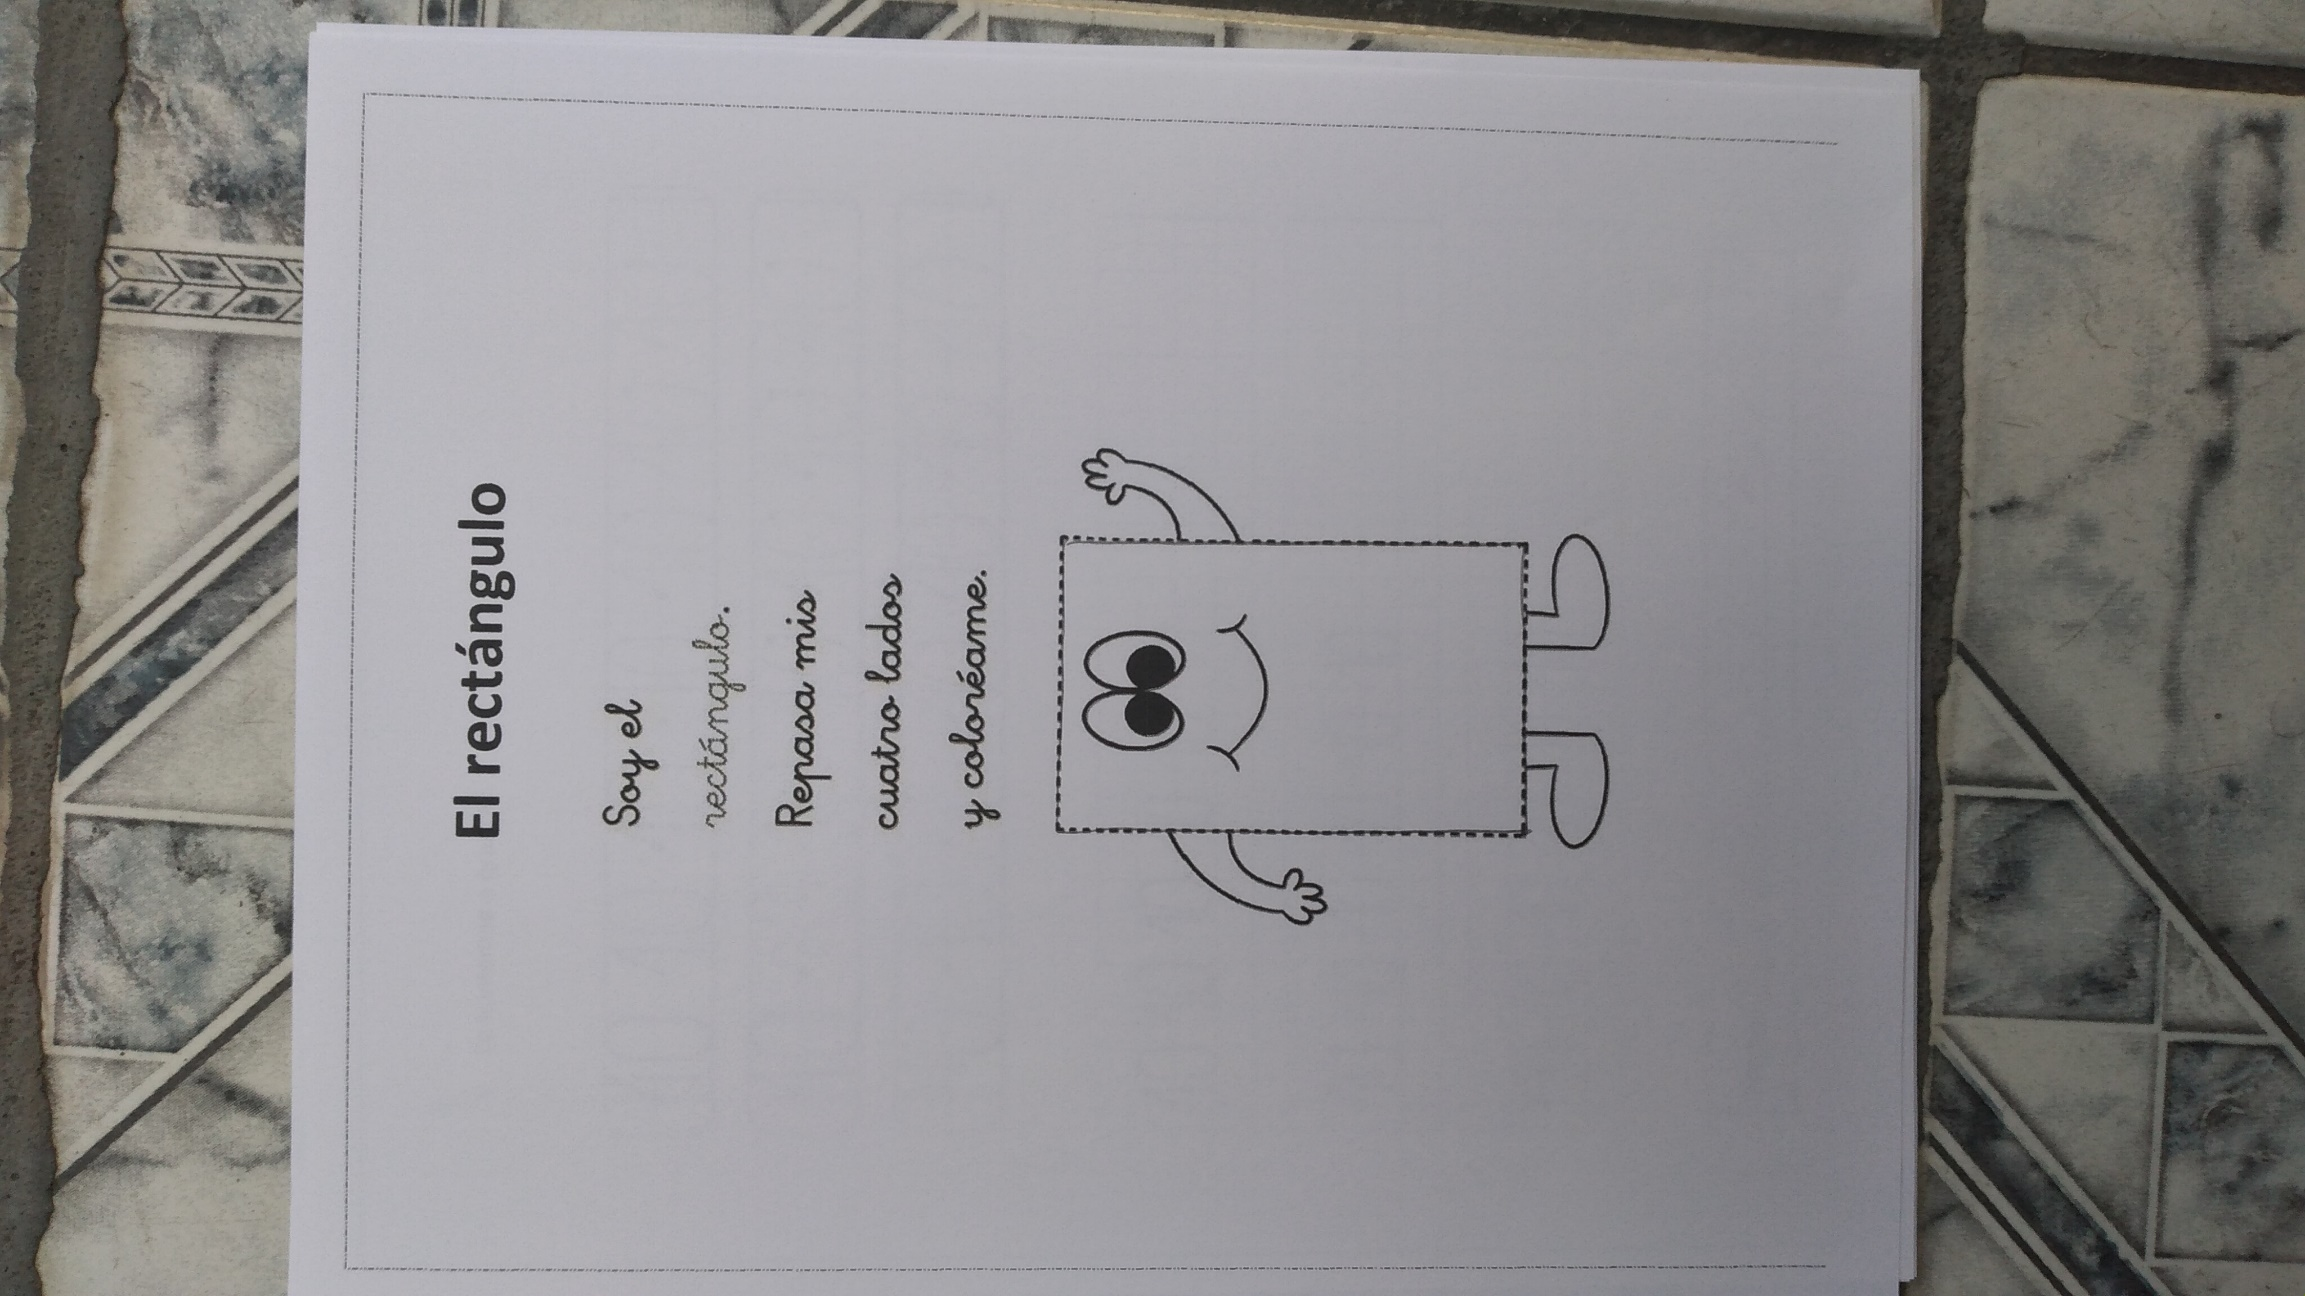 El rectángulo
Soy el
rectángulo.
Repasa mis
cuatro lados
y coloréame.